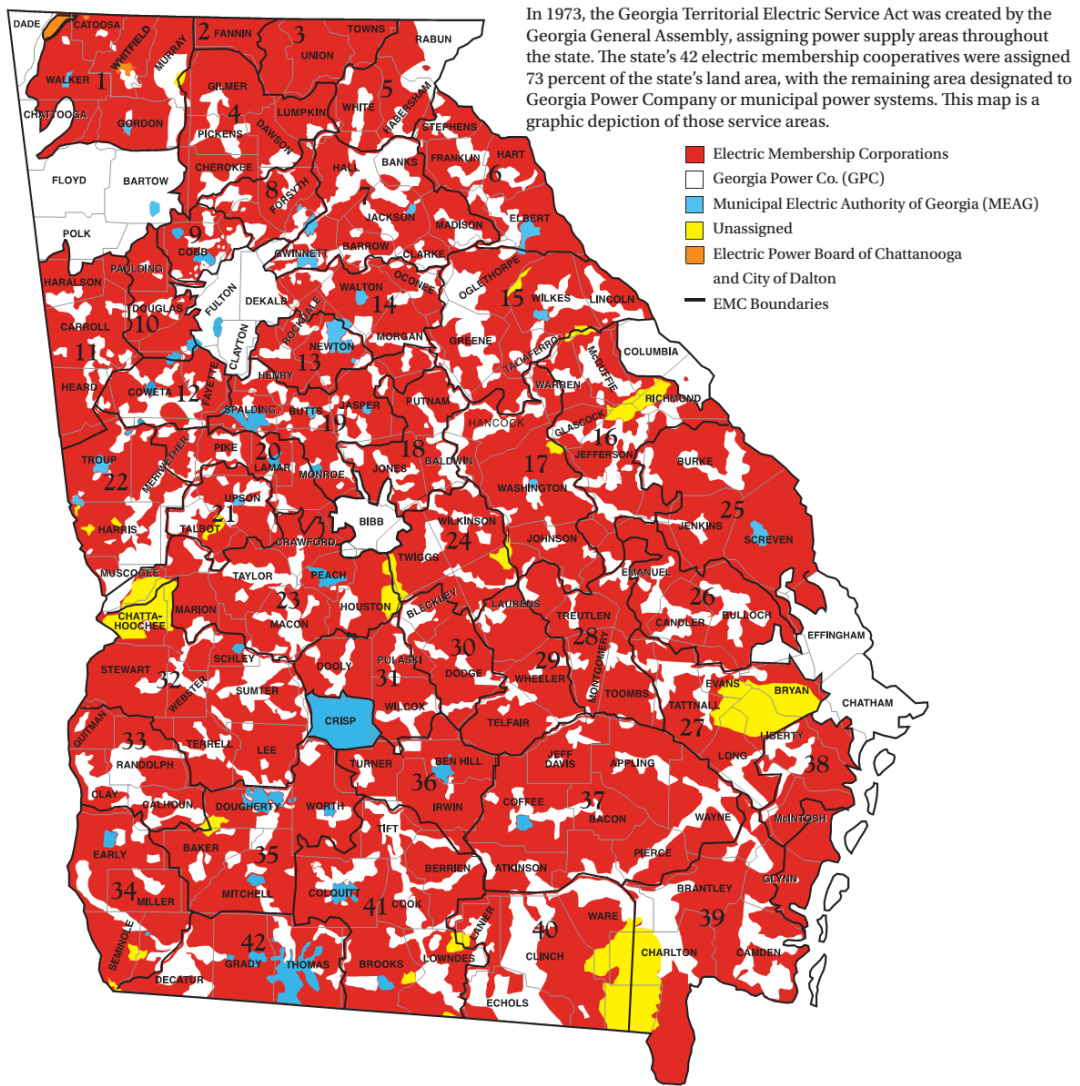 In 1973, the Georgia Territorial Electric Service Act was created by the
Georgia General Assembly, assigning power supply areas throughout
the state. The state's 42 electric membership cooperatives were assigned
73 percent of the state's land area, with the remaining area designated to
Georgia Power Company or municipal power systems. This map is a
graphic depiction of those service areas.
Electric Membership Corporations
Georgia Power Co. (GPC)
Municipal Electric Authority of Georgia (MEAG)
Unassigned
Electric Power Board of Chattanooga
and City of Dalton
EMC Boundaries
DADE
CATOOSA
WHITFIELD
MURRAY
2
FANNIN
3
UNION
TOWNS
RABUN
WALKER
1
GILMER
4
5
WHITE
HABERSHAM
CHATTOOGA
GORDON
PICKENS
LUMPKIN
DAWSON
STEPHENS
FLOYD
BARTOW
CHEROKEE
8
FORSYTH
HALL
7
BANKS
FRANKLIN
HART
6
POLK
9
COBB
JACKSON
MADISON
ELBERT
GWINNETT
BARROW
CLARKE
HARALSON
PAULDING
FULTON
DEKALB
ROCKDALE
WALTON
14
OCONEE
OGLETHORPE
15
WILKES
LINCOLN
DOUGLAS
10
CARROLL
11
CLAYTON
NEWTON
13
MORGAN
GREENE
TALIAFERRO
McDUFFIE
COLUMBIA
HEARD
COWETA
12
FAYETTE
HENRY
WARREN
RICHMOND
SPALDING
BUTTS
JASPER
19
PUTNAM
HANCOCK
GLASCOCK
16
JEFFERSON
TROUP
22
MERIWETHER
PIKE
20
LAMAR
MONROE
JONES
18
BALDWIN
17
WASHINGTON
BURKE
UPSON
21
TALBOT
HARRIS
BIBB
CRAWFORD
WILKINSON
24
TWIGGS
JOHNSON
JENKINS
25
SCREVEN
MUSCOGEE
CHATTA-
HOOCHEE
MARION
TAYLOR
23
MACON
PEACH
HOUSTON
BLECKLEY
LAURENS
EMANUEL
TREUTLEN
28
26
CANDLER
BULLOCH
EFFINGHAM
STEWART
32
WEBSTER
SCHLEY
SUMTER
DOOLY
PULASKI
31
WILCOX
30
DODGE
29
WHEELER
MONTGOMERY
TOOMBS
TATTNALL
27
EVANS
BRYAN
CHATHAM
QUITMAN
33
RANDOLPH
TERRELL
LEE
CRISP
TELFAIR
LIBERTY
LONG
38
CLAY
CALHOUN
DOUGHERTY
WORTH
TURNER
36
BEN HILL
IRWIN
JEFF
DAVIS
APPLING
COFFEE
37
BACON
WAYNE
McINTOSH
EARLY
BAKER
35
TIFT
BERRIEN
ATKINSON
PIERCE
34
MILLER
MITCHELL
COLQUITT
41
COOK
BRANTLEY
GLYNN
SEMINOLE
DECATUR
42
GRADY
THOMAS
BROOKS
LOWNDES
LANIER
40
CLINCH
WARE
CHARLTON
39
CAMDEN
ECHOLS